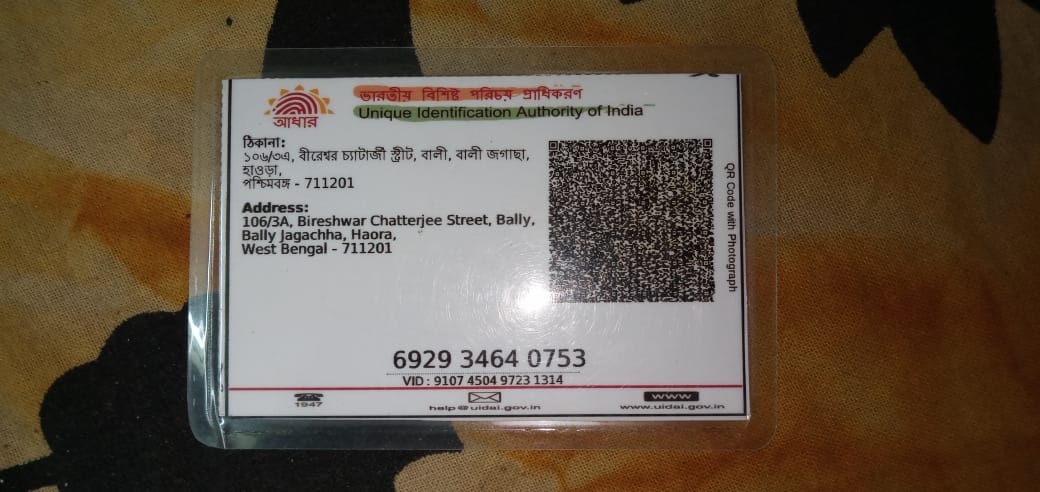 ভারতীয় বিশিষ্ট পরিচয় প্রাধিকরণ
Unique Identification Authority of India
আধার
ঠিকানা:
১০৬/৩এ, বীরেশ্বর চ্যাটার্জী স্ট্রীট, বালী, বালী জগাছা,
হাওড়া,
পশ্চিমবঙ্গ - 711201
Address:
106/3A, Bireshwar Chatterjee Street, Bally,
Bally Jagachha, Haora,
West Bengal - 711201
QR Code with Photograph
6929 3464 0753
VID : 9107 4504 9723 1314
1947
help@uidai.gov.in
www
www.uidai.gov.in